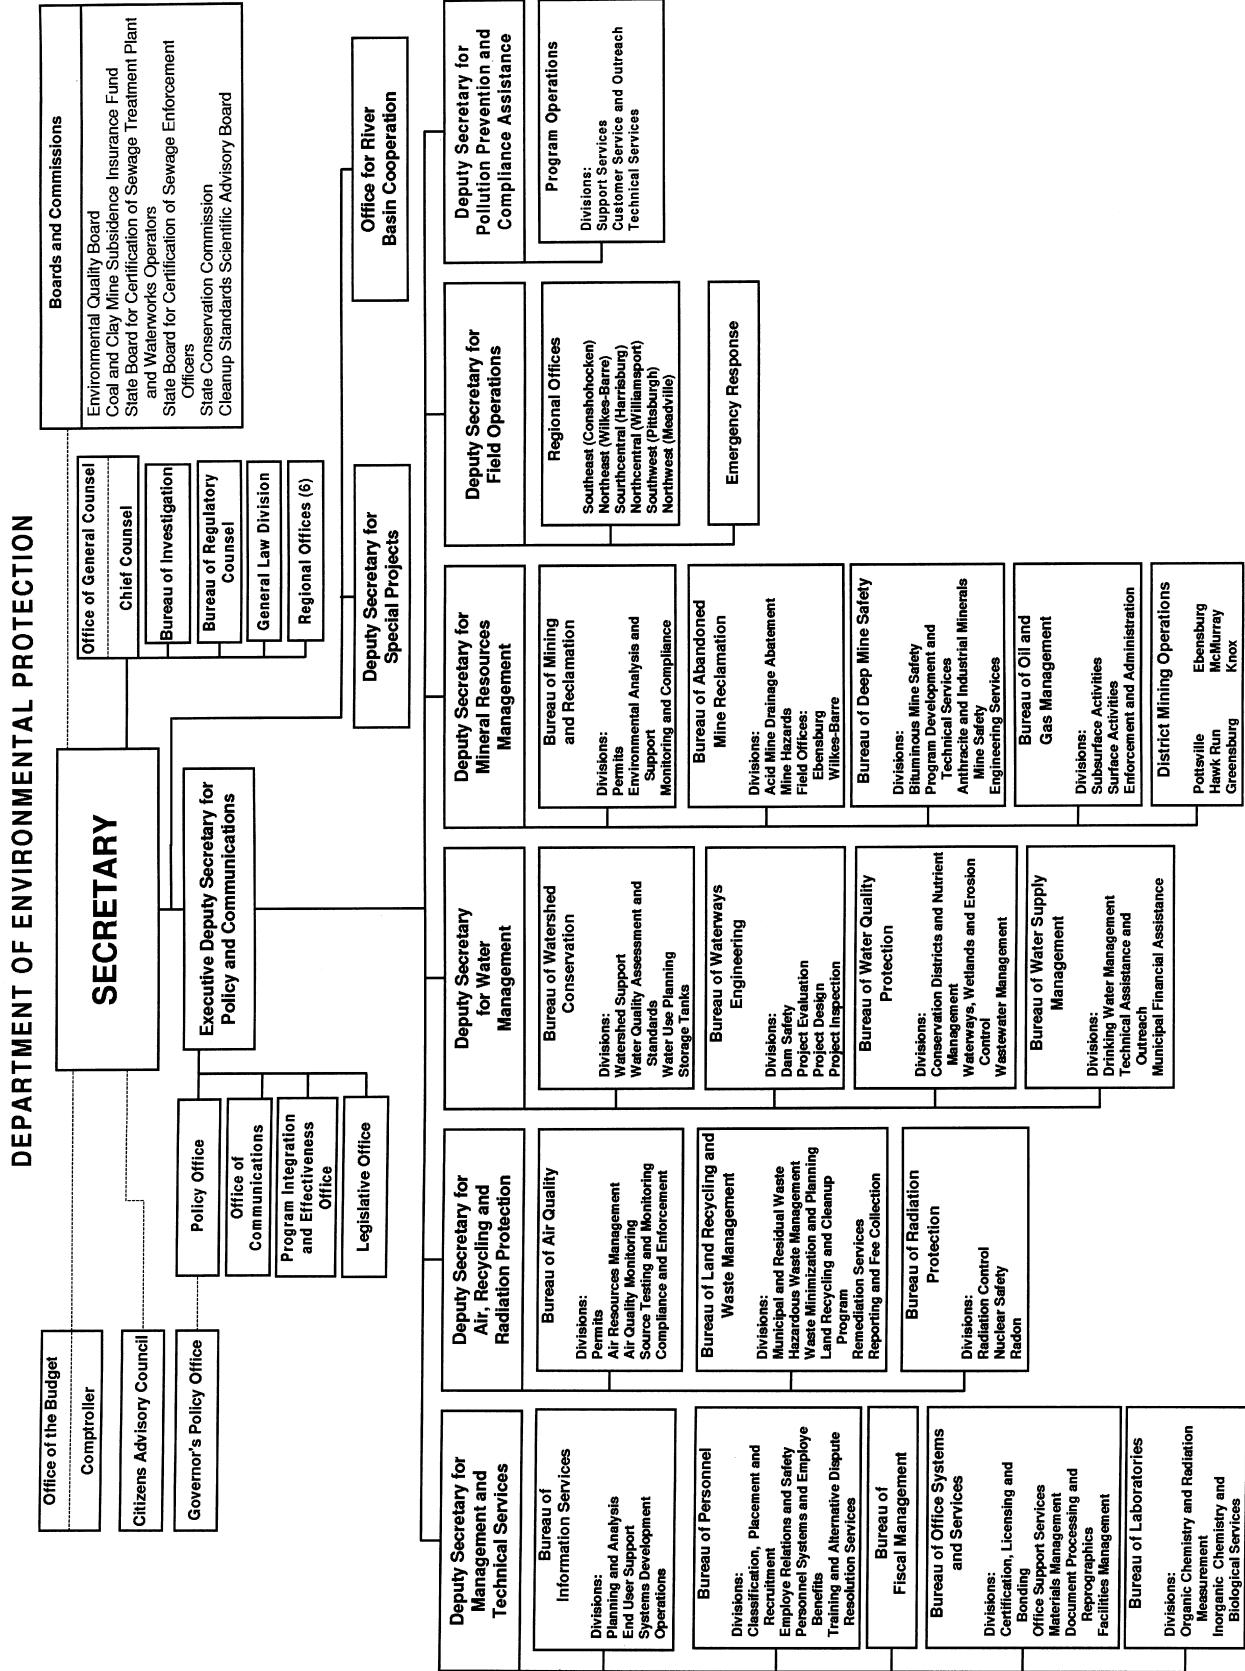 DEPARTMENT OF ENVIRONMENTAL PROTECTION
Office of the Budget
Comptroller
Citizens Advisory Council
Governor's Policy Office
SECRETARY
Executive Deputy Secretary for
Policy and Communications
Policy Office
Office of
Communications
Program Integration
and Effectiveness
Office
Legislative Office
Office of General Counsel
Chief Counsel
Bureau of Investigation
Bureau of Regulatory
Counsel
General Law Division
Regional Offices (6)
Boards and Commissions
Environmental Quality Board
Coal and Clay Mine Subsidence Insurance Fund
State Board for Certification of Sewage Treatment Plant
and Waterworks Operators
State Board for Certification of Sewage Enforcement
Officers
State Conservation Commission
Cleanup Standards Scientific Advisory Board
Deputy Secretary for
Special Projects
Office for River
Basin Cooperation
Deputy Secretary for
Management and
Technical Services
Bureau of
Information Services
Divisions:
Planning and Analysis
End User Support
Systems Development
Operations
Bureau of Personnel
Divisions:
Classification, Placement and
Recruitment
Employe Relations and Safety
Personnel Systems and Employe
Benefits
Training and Alternative Dispute
Resolution Services
Bureau of
Fiscal Management
Bureau of Office Systems
and Services
Divisions:
Certification, Licensing and
Bonding
Office Support Services
Materials Management
Document Processing and
Reprographics
Facilities Management
Bureau of Laboratories
Divisions:
Organic Chemistry and Radiation
Measurement
Inorganic Chemistry and
Biological Services
Deputy Secretary for
Air, Recycling and
Radiation Protection
Bureau of Air Quality
Divisions:
Permits
Air Resources Management
Air Quality Monitoring
Source Testing and Monitoring
Compliance and Enforcement
Bureau of Land Recycling and
Waste Management
Divisions:
Municipal and Residual Waste
Hazardous Waste Management
Waste Minimization and Planning
Land Recycling and Cleanup
Program
Remediation Services
Reporting and Fee Collection
Bureau of Radiation
Protection
Divisions:
Radiation Control
Nuclear Safety
Radon
Deputy Secretary
for Water
Management
Bureau of Watershed
Conservation
Divisions:
Watershed Support
Water Quality Assessment and
Standards
Water Use Planning
Storage Tanks
Bureau of Waterways
Engineering
Divisions:
Dam Safety
Project Evaluation
Project Design
Project Inspection
Bureau of Water Quality
Protection
Divisions:
Conservation Districts and Nutrient
Management
Waterways, Wetlands and Erosion
Control
Wastewater Management
Bureau of Water Supply
Management
Divisions:
Drinking Water Management
Technical Assistance and
Outreach
Municipal Financial Assistance
Deputy Secretary for
Mineral Resources
Management
Bureau of Mining
and Reclamation
Divisions:
Permits
Environmental Analysis and
Support
Monitoring and Compliance
Bureau of Abandoned
Mine Reclamation
Divisions:
Acid Mine Drainage Abatement
Mine Hazards
Field Offices:
Ebensburg
Wilkes-Barre
Bureau of Deep Mine Safety
Divisions:
Bituminous Mine Safety
Program Development and
Technical Services
Anthracite and Industrial Minerals
Mine Safety
Engineering Services
Bureau of Oil and
Gas Management
Divisions:
Subsurface Activities
Surface Activities
Enforcement and Administration
District Mining Operations
Pottsville Ebensburg
Hawk Run McMurray
Greensburg Knox
Deputy Secretary for
Field Operations
Regional Offices
Southeast (Conshohocken)
Northeast (Wilkes-Barre)
Sourthcentral (Harrisburg)
Northcentral (Williamsport)
Southwest (Pittsburgh)
Northwest (Meadville)
Emergency Response
Deputy Secretary for
Pollution Prevention and
Compliance Assistance
Program Operations
Divisions:
Support Services
Customer Service and Outreach
Technical Services